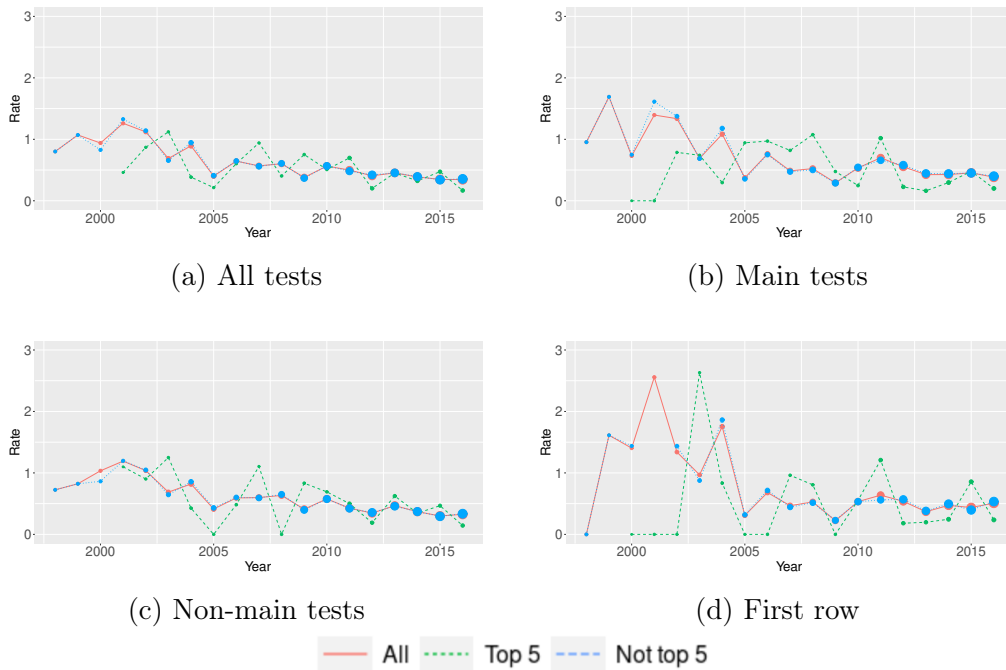 3
2
1
0
Rate
2000 2005 2010 2015
Year
(a) All tests
3
2
1
0
Rate
2000 2005 2010 2015
Year
(b) Main tests
3
2
1
0
Rate
2000 2005 2010 2015
Year
(c) Non-main tests
3
2
1
0
Rate
2000 2005 2010 2015
Year
(d) First row
All Top 5 Not top 5